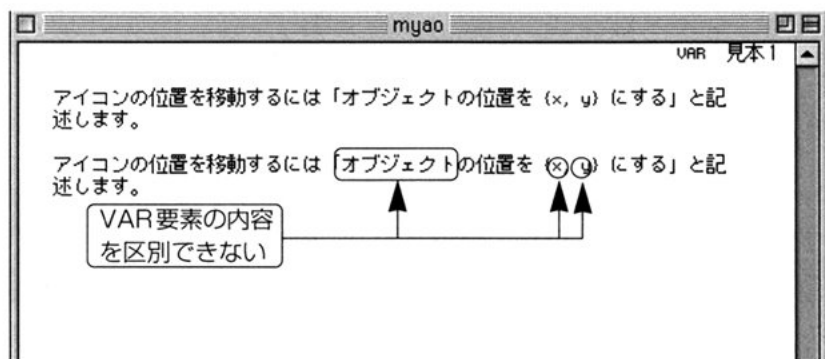 myao
VAR 見本1
アイコンの位置を移動するには「オブジェクトの位置を {x, y} にする」と記
述します。
アイコンの位置を移動するには「オブジェクトの位置を {x, y} にする」と記
述します。
VAR要素の内容
を区別できない